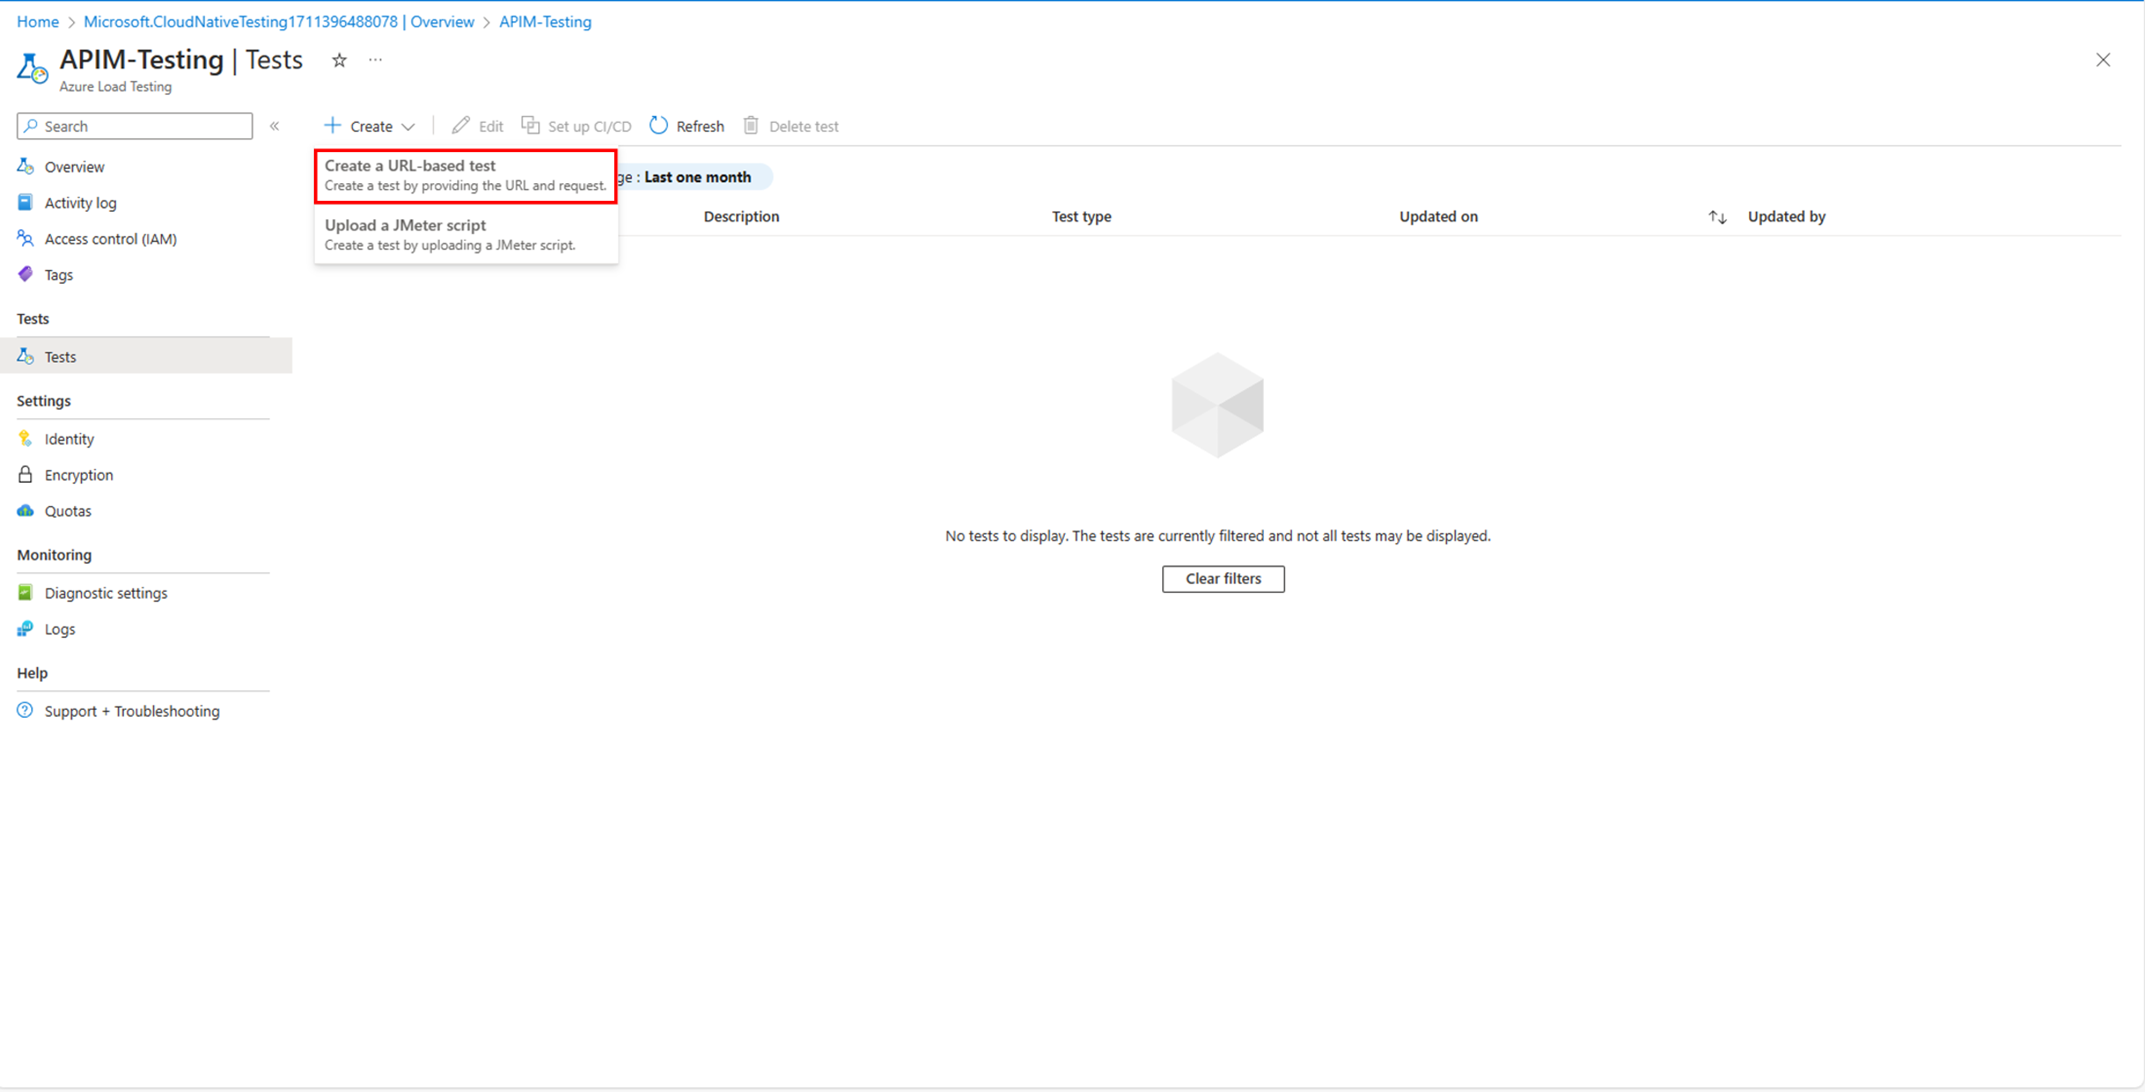 Home > Microsoft.CloudNativeTesting1711396488078 | Overview > APIM-Testing
APIM-Testing | Tests
Azure Load Testing
Search
Overview
Activity log
Access control (IAM)
Tags
Tests
Tests
Settings
Identity
Encryption
Quotas
Monitoring
Diagnostic settings
Logs
Help
Support + Troubleshooting
Create
Edit
Set up CI/CD
Refresh
Delete test
Create a URL-based test
Create a test by providing the URL and request.
Upload a JMeter script
Create a test by uploading a JMeter script.
ge : Last one month
Description
Test type
Updated on
Updated by
No tests to display. The tests are currently filtered and not all tests may be displayed.
Clear filters